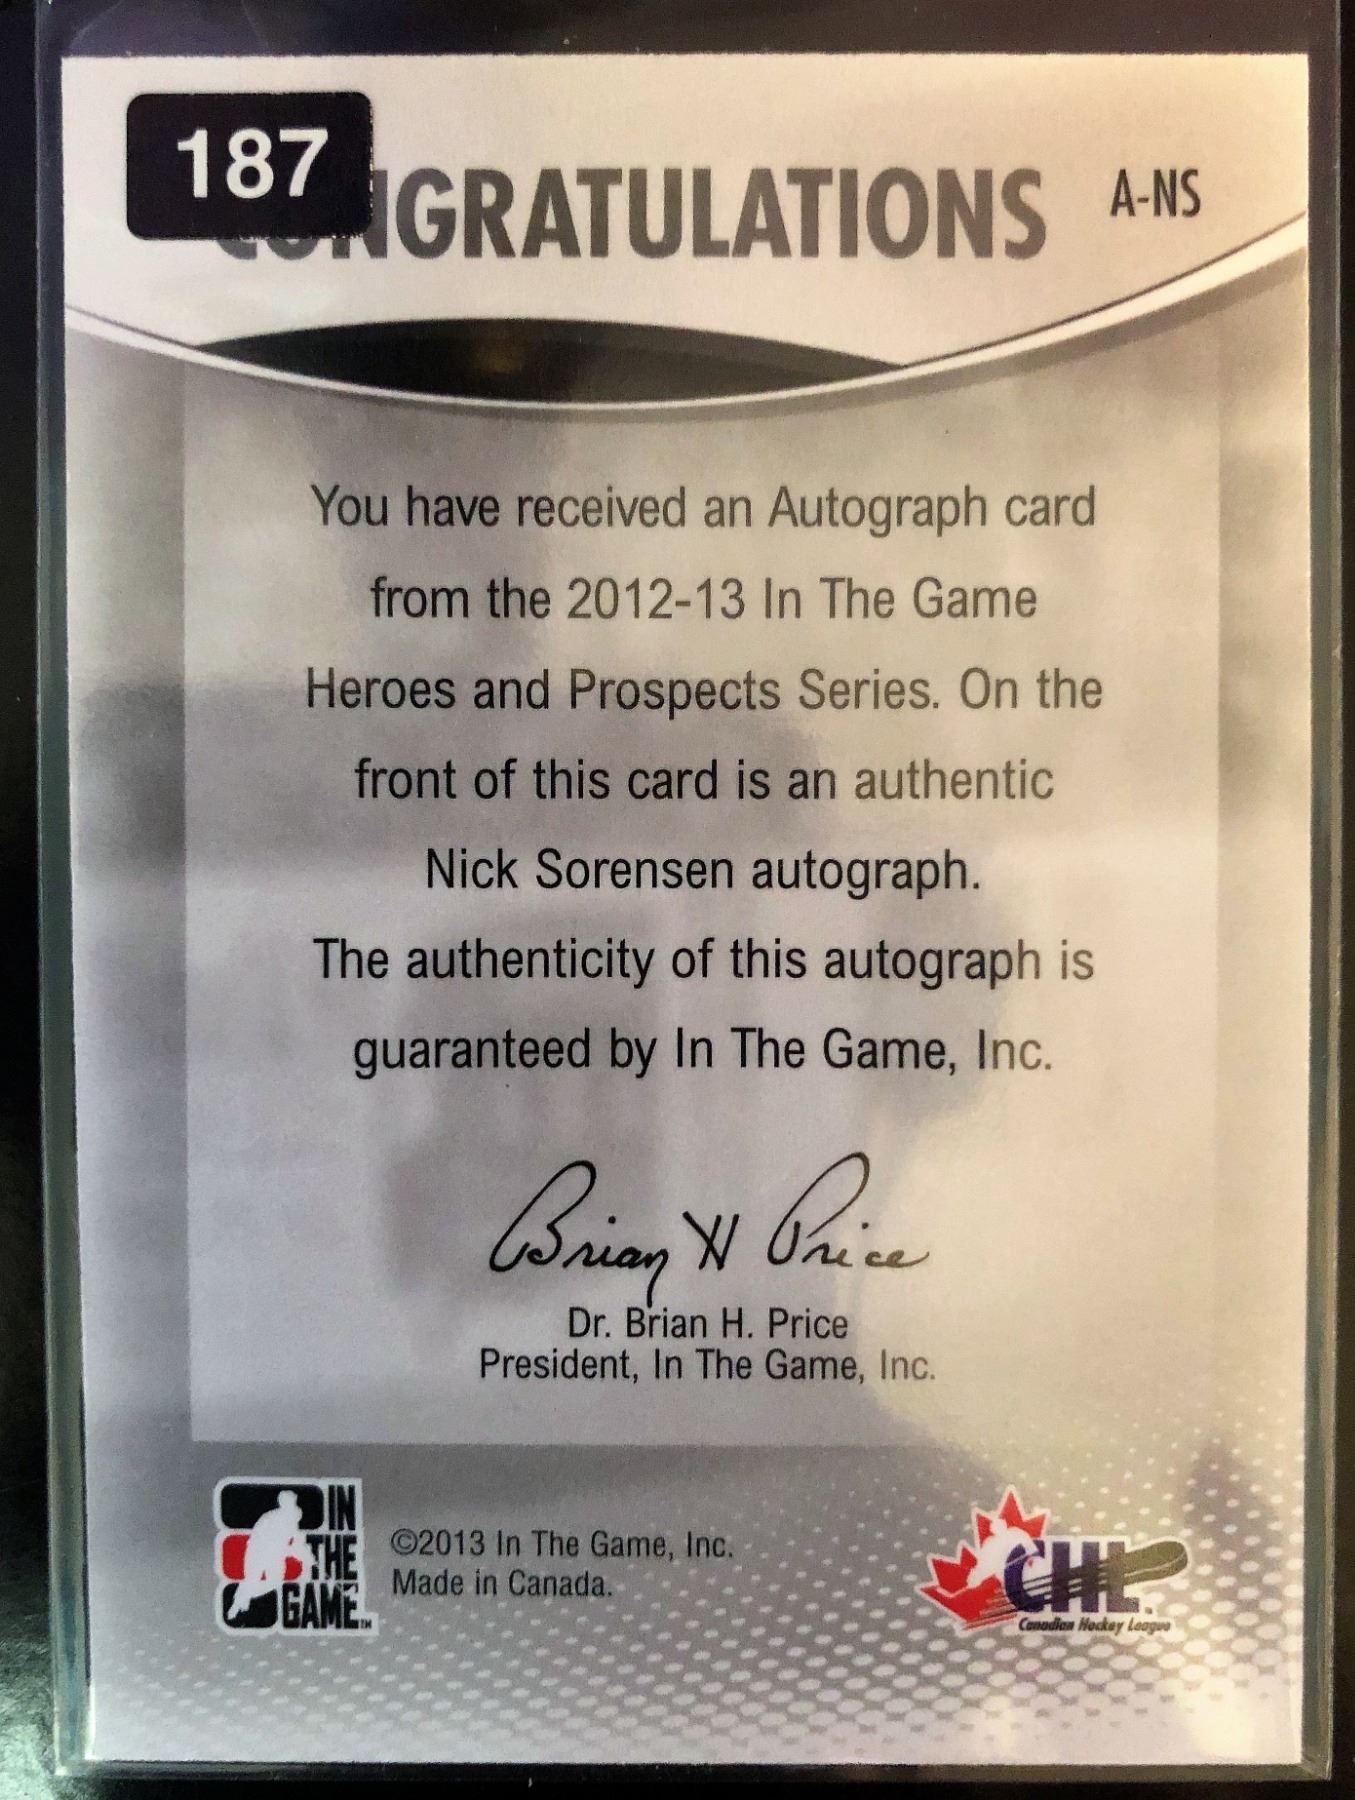 187
CONGRATULATIONS
A-NS
You have received an Autograph card
from the 2012-13 In The Game
Heroes and Prospects Series. On the
front of this card is an authentic
Nick Sorensen autograph.
The authenticity of this autograph is
guaranteed by In The Game, Inc.
Brian H Price
Dr. Brian H. Price
President, In The Game, Inc.
IN
THE
GAME™
©2013 In The Game, Inc.
Made in Canada.
CHL
Canadian Hockey League